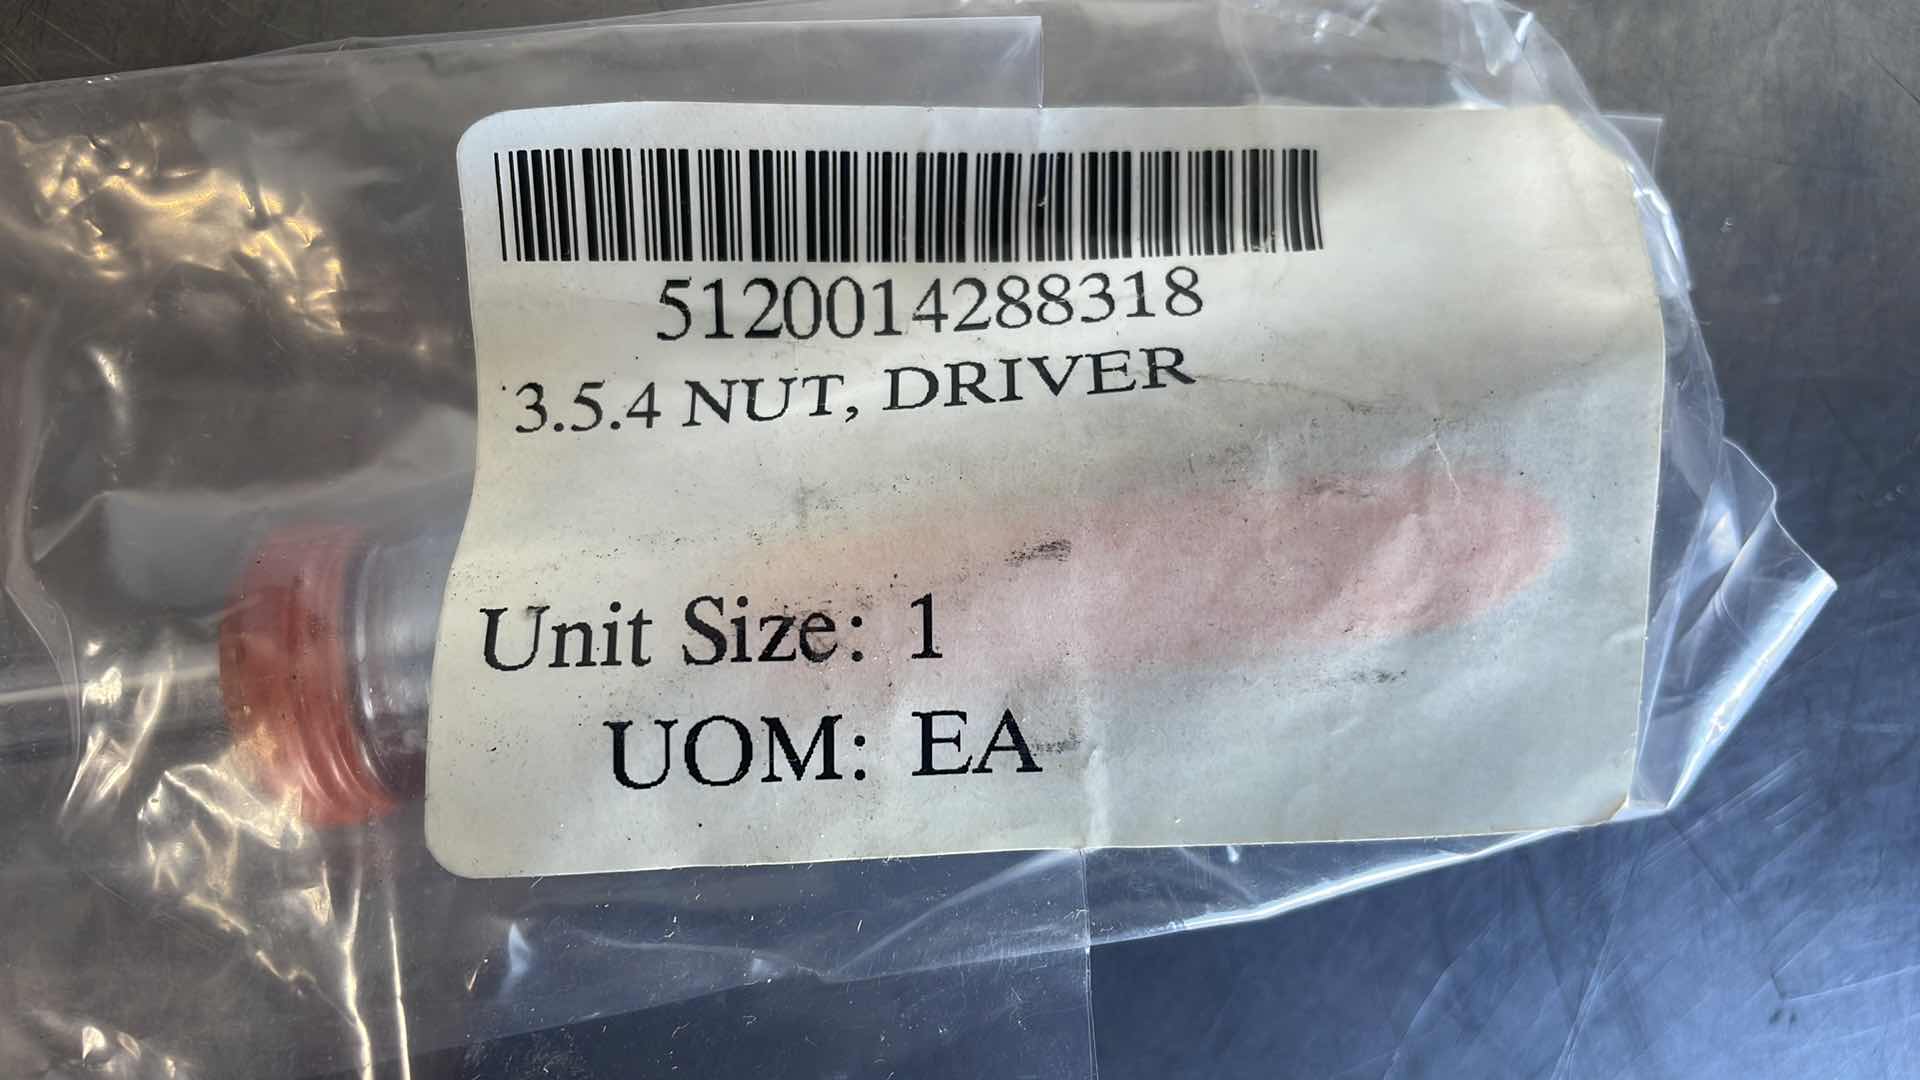 5120014288318
3.5.4 NUT, DRIVER
Unit Size: 1
UOM: EA